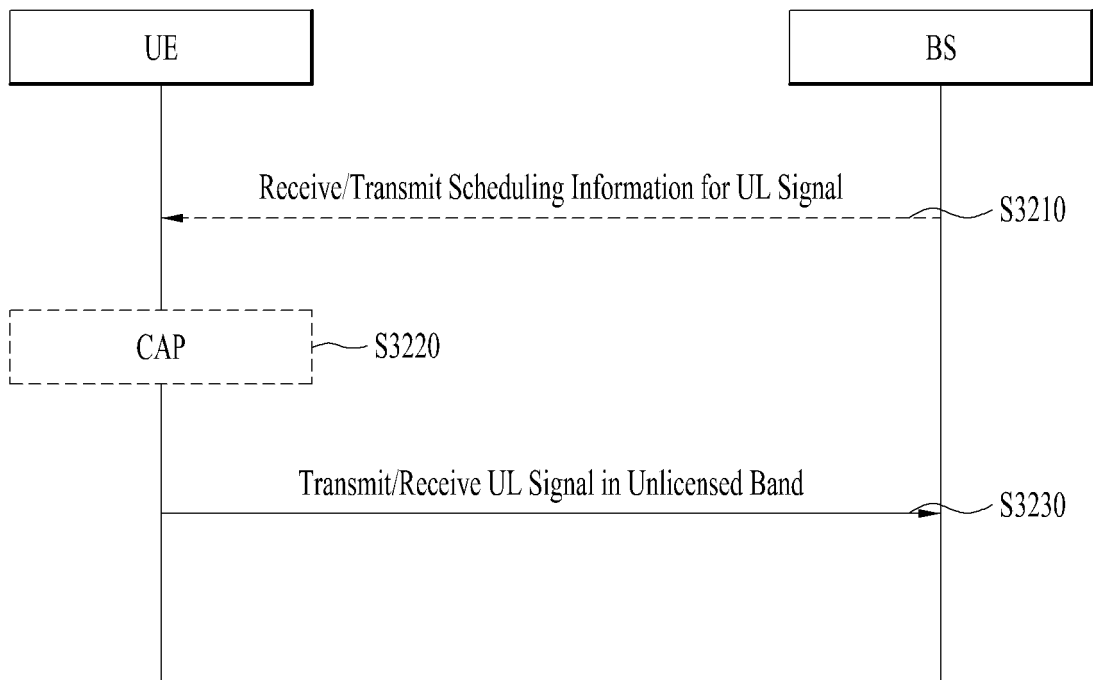 UE
BS
Receive/Transmit Scheduling Information for UL Signal
S3210
CAP
S3220
Transmit/Receive UL Signal in Unlicensed Band
S3230